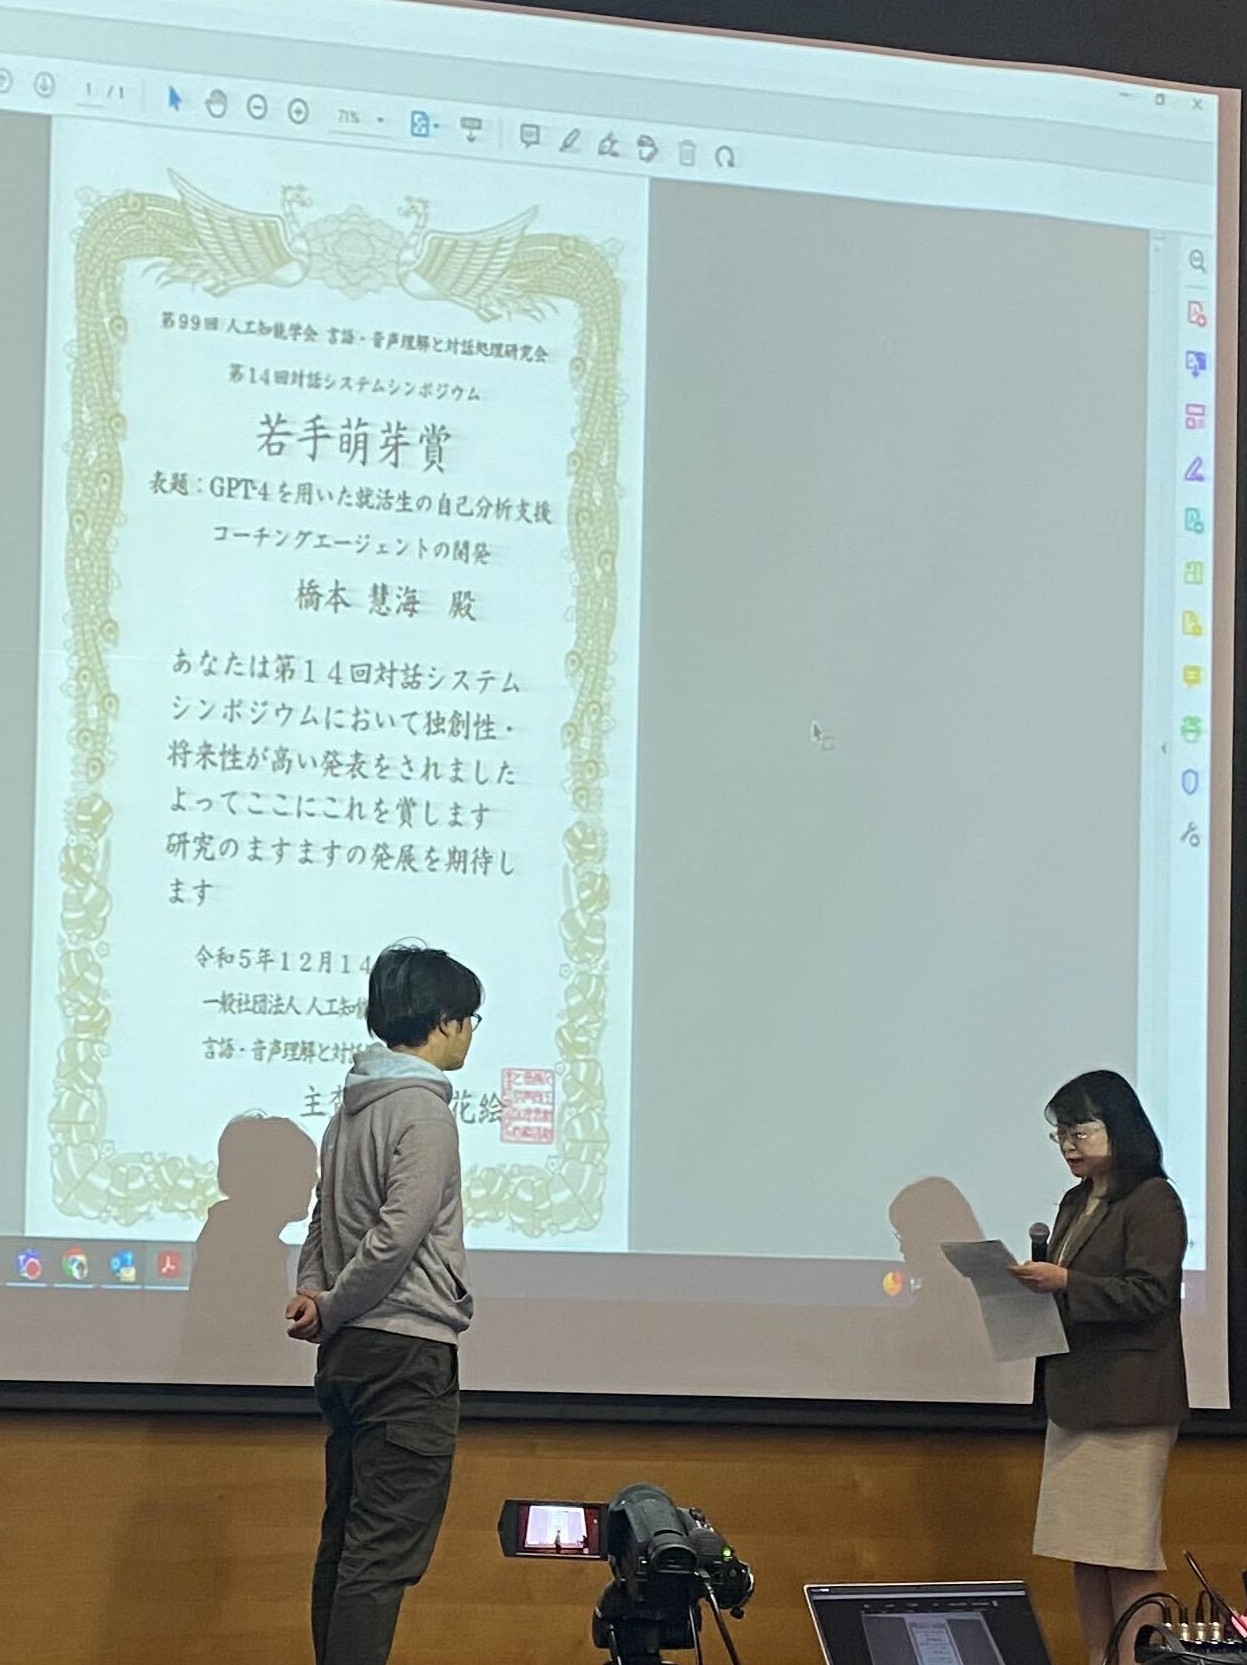 1 / 1
71%
第99回 人工知能学会 言語・音声理解と対話処理研究会
第14回対話システムシンポジウム
若手萌芽賞
表題：GPT-4を用いた就活生の自己分析支援
コーチングエージェントの開発
橋本 慧海 殿
あなたは第14回対話システム
シンポジウムにおいて独創性・
将来性が高い発表をされました
よってここにこれを賞します
研究のますますの発展を期待し
ます
令和5年12月14
一般社団法人 人工知
言語・音声理解と対話
主 花絵